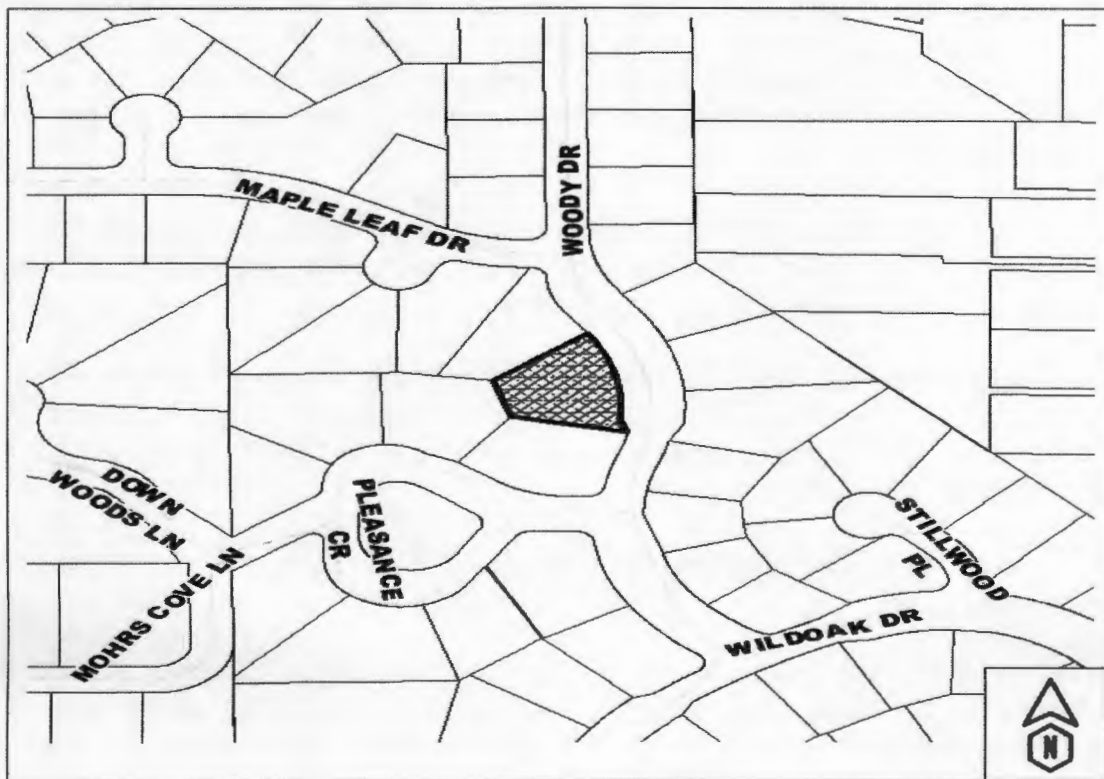 WOODY DR
MAPLE LEAF DR
DOWN
WOODS LN
PLEASANCE
CR
STILLWOOD
PL
MOHRS COVE LN
WILDOAK DR
N